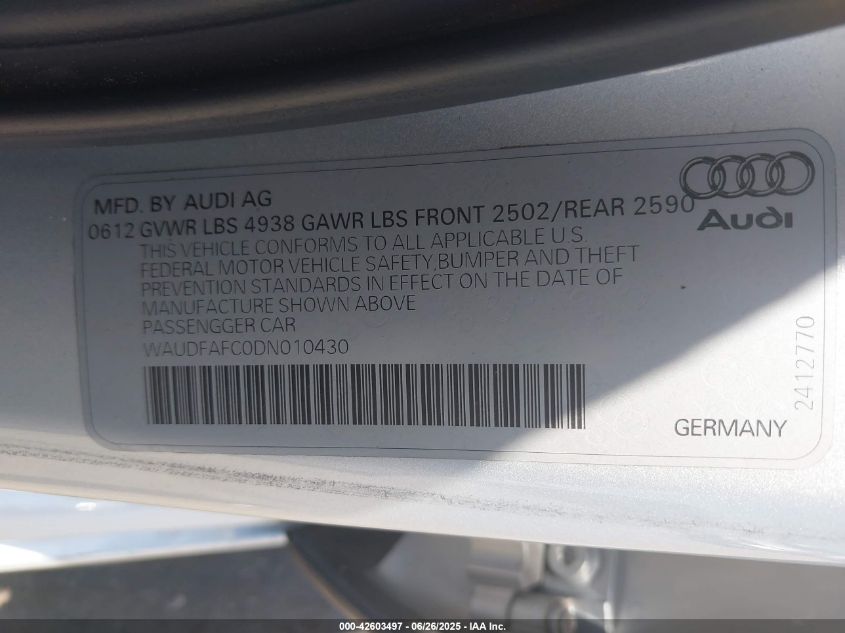 MFD. BY AUDI AG
0612 GVWR LBS 4938 GAWR LBS FRONT 2502/REAR 2590
Audi
THIS VEHICLE CONFORMS TO ALL APPLICABLE U.S.
FEDERAL MOTOR VEHICLE SAFETY,BUMPER AND THEFT
PREVENTION STANDARDS IN EFFECT ON THE DATE OF
MANUFACTURE SHOWN ABOVE
PASSENGGER CAR
WAUDFAFC0DN010430
2412770
GERMANY
000-42603497 - 06/26/2025 - IAA Inc.